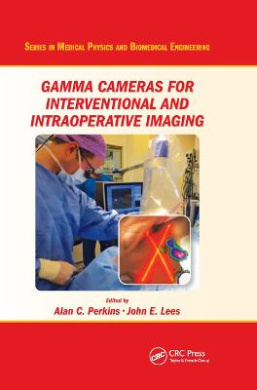 SERIES IN MEDICAL PHYSICS AND BIOMEDICAL ENGINEERING
GAMMA CAMERAS FOR
INTERVENTIONAL AND
INTRAOPERATIVE IMAGING
Edited by
Alan C. Perkins • John E. Lees
CRC Press
Taylor & Francis Group